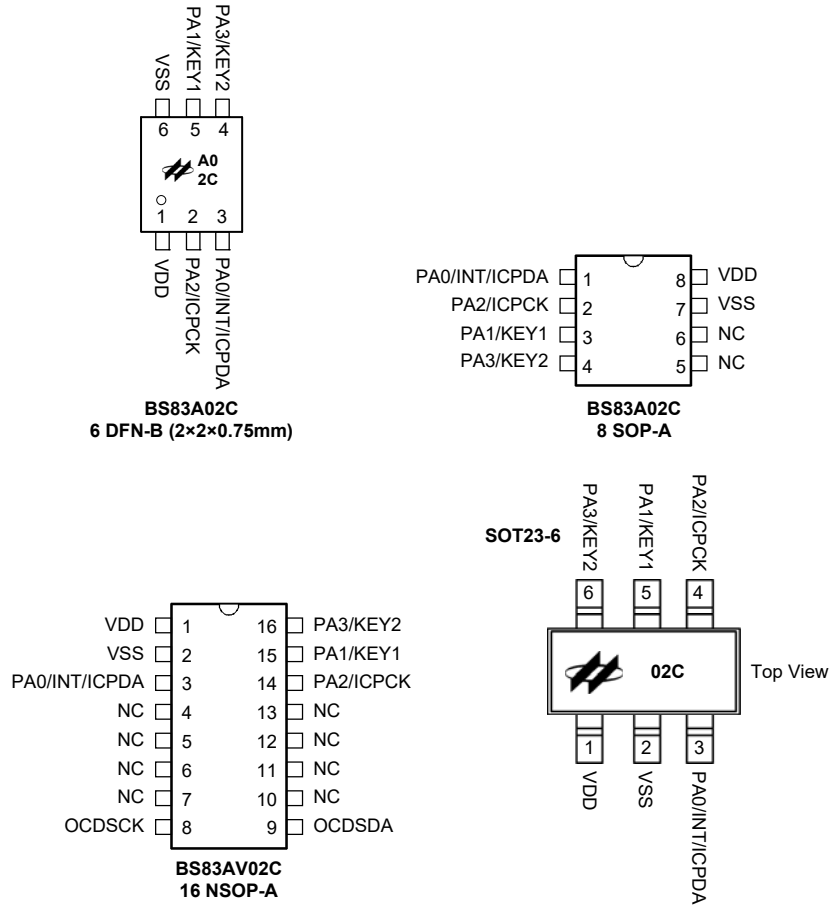 VSS
PA1/KEY1
PA3/KEY2
6 5 4
A0
2C
1 2 3
VDD
PA2/ICPCK
PA0/INT/ICPDA
BS83A02C
6 DFN-B (2×2×0.75mm)
PA0/INT/ICPDA 1 8 VDD
PA2/ICPCK 2 7 VSS
PA1/KEY1 3 6 NC
PA3/KEY2 4 5 NC
BS83A02C
8 SOP-A
SOT23-6
PA3/KEY2
PA1/KEY1
PA2/ICPCK
6 5 4
02C
Top View
1 2 3
VDD
VSS
PA0/INT/ICPDA
VDD 1 16 PA3/KEY2
VSS 2 15 PA1/KEY1
PA0/INT/ICPDA 3 14 PA2/ICPCK
NC 4 13 NC
NC 5 12 NC
NC 6 11 NC
NC 7 10 NC
OCDSCK 8 9 OCDSDA
BS83AV02C
16 NSOP-A